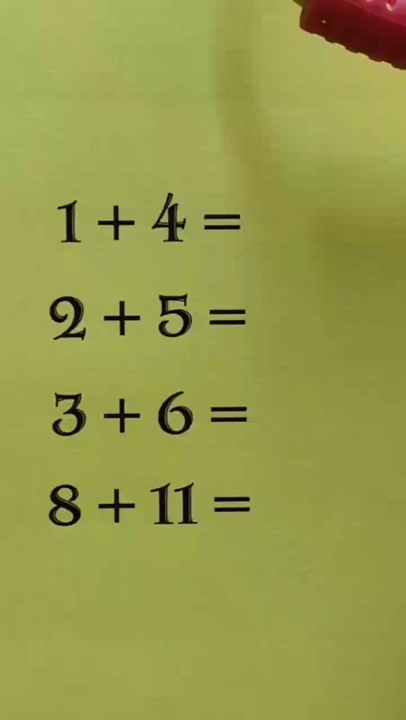 1 + 4 =
2 + 5 =
3 + 6 =
8 + 11 =